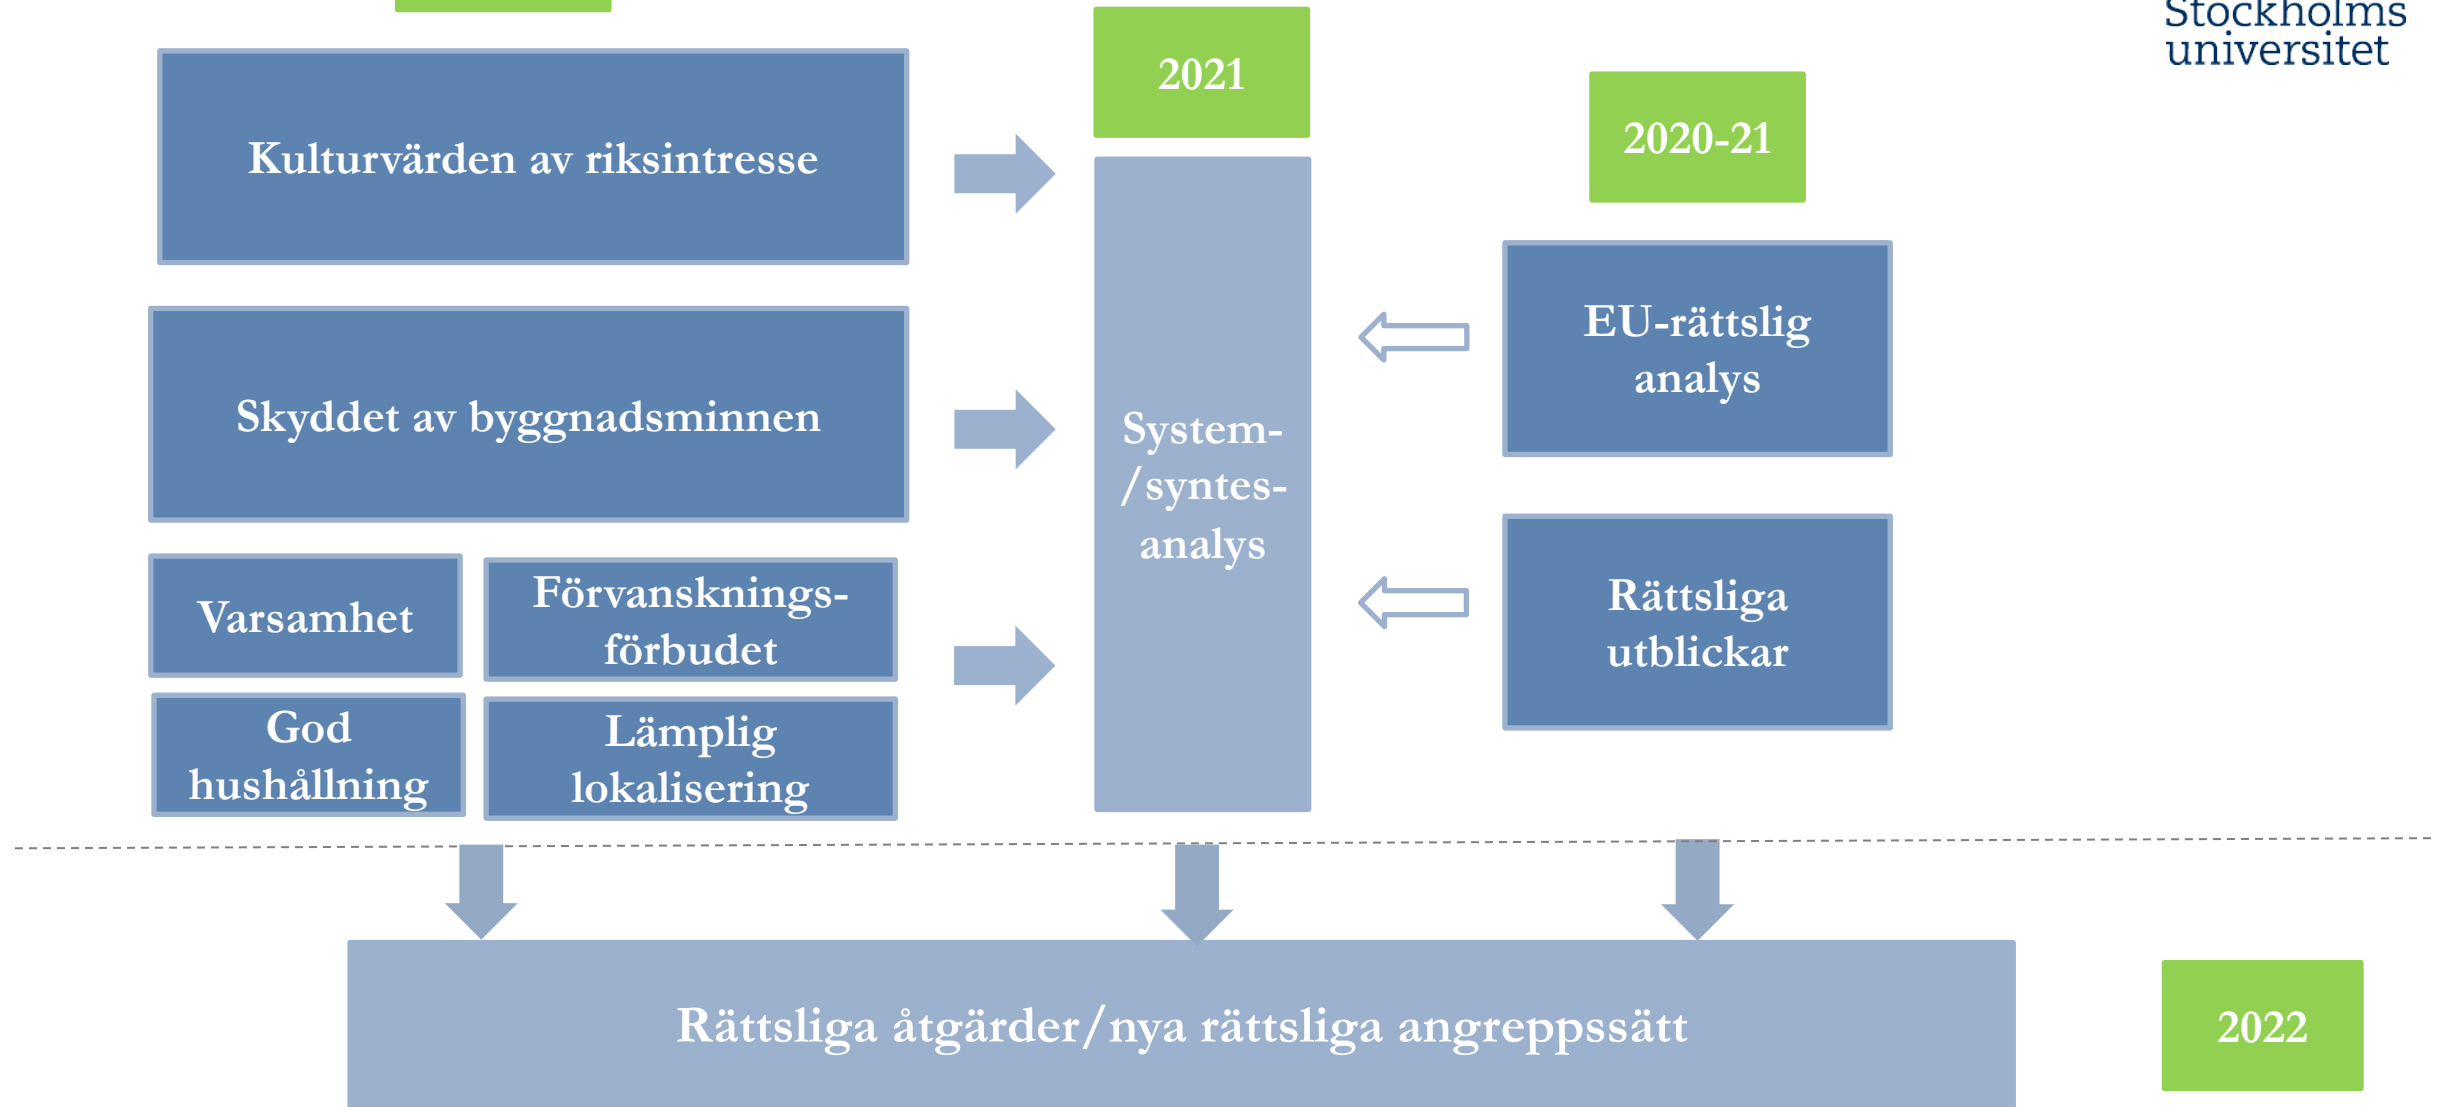 Stockholms
universitet
2021
2020-21
Kulturvärden av riksintresse
Skyddet av byggnadsminnen
Varsamhet
Förvansknings-
förbudet
God
hushållning
Lämplig
lokalisering
System-
/syntes-
analys
EU-rättslig
analys
Rättsliga
utblickar
Rättsliga åtgärder/nya rättsliga angreppssätt
2022